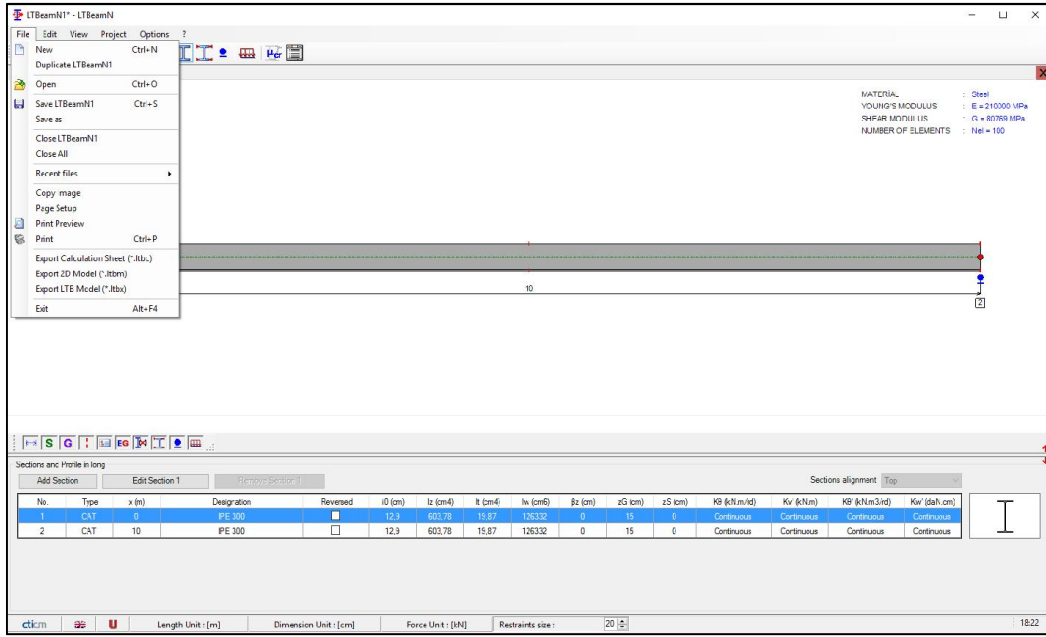 LTBeamN1* - LTBeamN
File Edit View Project Options ?
New Ctrl+N
Duplicate LTBeamN1
Open Ctrl+O
Save LTBeamN1 Ctrl+S
Save as
Close LTBeamN1
Close All
Recent files
Copy image
Page Setup
Print Preview
Print Ctrl+P
Export Calculation Sheet (*.ltbc)
Export 2D Model (*.ltbm)
Export LTB Model (*.ltbx)
Exit Alt+F4
μcr
MATERIAL : Steel
YOUNG'S MODULUS : E = 210000 MPa
SHEAR MODULUS : G = 80769 MPa
NUMBER OF ELEMENTS : Nel = 100
10
2
S G EG
Sections and Profile in long
Add Section Edit Section 1 Remove Section 1 Sections alignment Top
No. Type x (m) Designation Reversed i0 (cm) Iz (cm4) It (cm4) Iw (cm6) βz (cm) zG (cm) zS (cm) Kθ (kN.m/rd) Kv (kN.m) Kθ' (kN.m3/rd) Kw' (daN.cm)
1 CAT 0 IPE 300 12,9 603,78 19,87 126332 0 15 0 Continuous Continuous Continuous Continuous
2 CAT 10 IPE 300 12,9 603,78 19,87 126332 0 15 0 Continuous Continuous Continuous Continuous
cticm U Length Unit : [m] Dimension Unit : [cm] Force Unit : [kN] Restraints size : 20 18:22